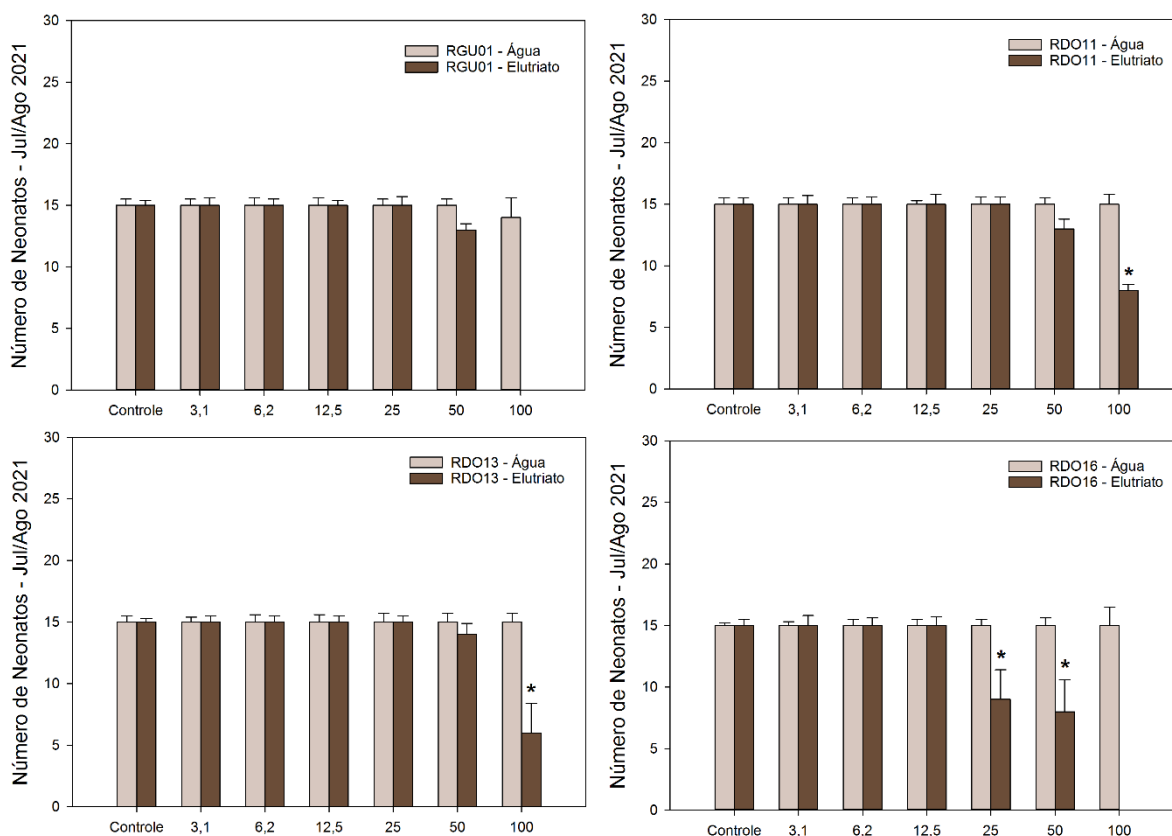 Número de Neonatos - Jul/Ago 2021
30
25
20
15
10
5
0
RGU01 - Água
RGU01 - Elutriato
Controle 3,1 6,2 12,5 25 50 100
Número de Neonatos - Jul/Ago 2021
30
25
20
15
10
5
0
RDO11 - Água
RDO11 - Elutriato
*
Controle 3,1 6,2 12,5 25 50 100
Número de Neonatos - Jul/Ago 2021
30
25
20
15
10
5
0
RDO13 - Água
RDO13 - Elutriato
*
Controle 3,1 6,2 12,5 25 50 100
Número de Neonatos - Jul/Ago 2021
30
25
20
15
10
5
0
RDO16 - Água
RDO16 - Elutriato
* *
Controle 3,1 6,2 12,5 25 50 100